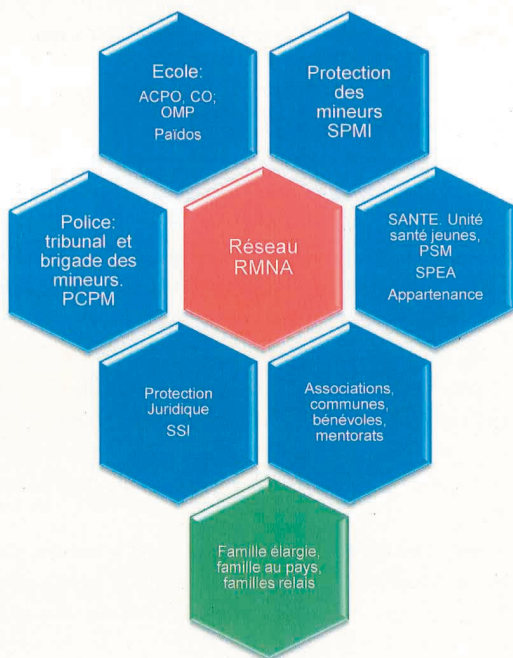 Ecole:
ACPO, CO;
OMP
Païdos
Protection
des
mineurs
SPMI
Police:
tribunal et
brigade des
mineurs.
PCPM
Réseau
RMNA
SANTE. Unité
santé jeunes,
PSM
SPEA
Appartenance
Protection
Juridique
SSI
Associations,
communes,
bénévoles,
mentorats
Famille élargie,
famille au pays,
familles relais